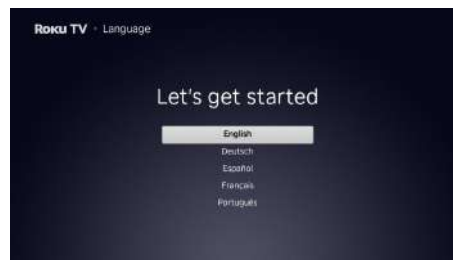 Roku TV • Language
Let's get started
English
Deutsch
Español
Français
Português